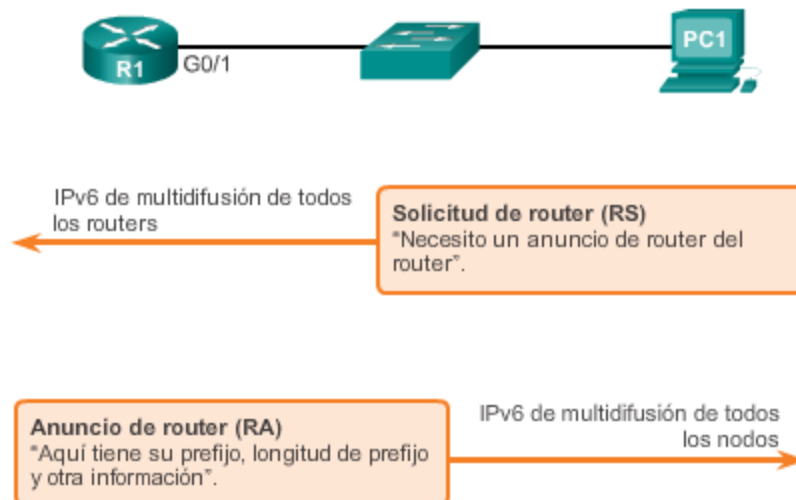 R1
G0/1
PC1
IPv6 de multidifusión de todos
los routers
Solicitud de router (RS)
"Necesito un anuncio de router del
router".
Anuncio de router (RA)
"Aquí tiene su prefijo, longitud de prefijo
y otra información".
IPv6 de multidifusión de todos
los nodos